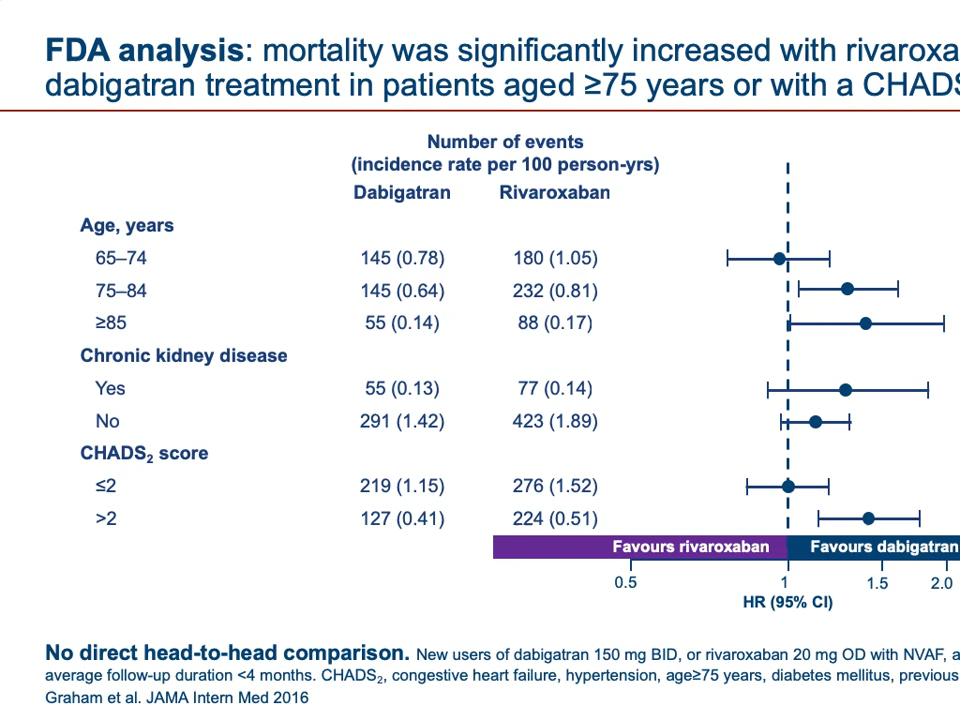 FDA analysis: mortality was significantly increased with rivaroxa
dabigatran treatment in patients aged ≥75 years or with a CHADS
Number of events
(incidence rate per 100 person-yrs)
Dabigatran Rivaroxaban
Age, years
65–74 145 (0.78) 180 (1.05)
75–84 145 (0.64) 232 (0.81)
≥85 55 (0.14) 88 (0.17)
Chronic kidney disease
Yes 55 (0.13) 77 (0.14)
No 291 (1.42) 423 (1.89)
CHADS₂ score
≤2 219 (1.15) 276 (1.52)
>2 127 (0.41) 224 (0.51)
Favours rivaroxaban Favours dabigatran
0.5 1 1.5 2.0
HR (95% CI)
No direct head-to-head comparison. New users of dabigatran 150 mg BID, or rivaroxaban 20 mg OD with NVAF, a
average follow-up duration <4 months. CHADS₂, congestive heart failure, hypertension, age≥75 years, diabetes mellitus, previous
Graham et al. JAMA Intern Med 2016